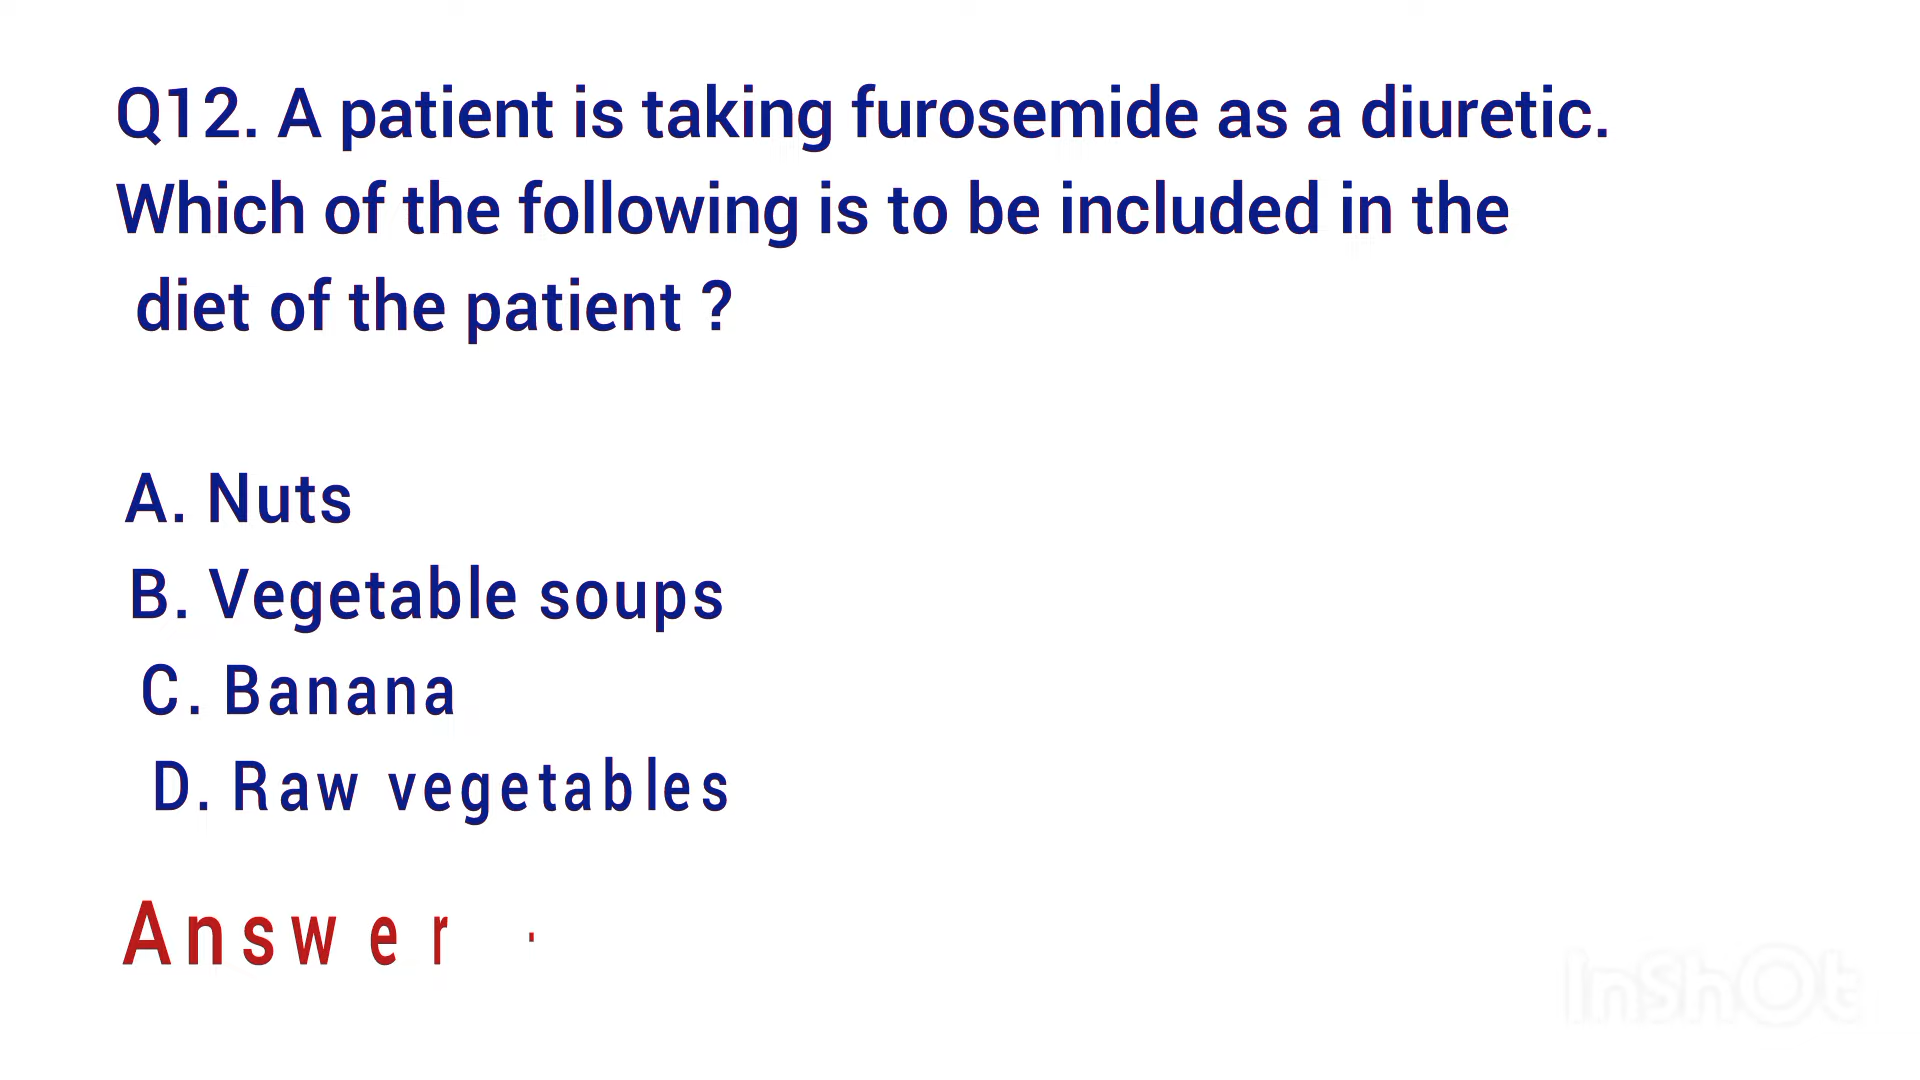 Q12. A patient is taking furosemide as a diuretic.
Which of the following is to be included in the
diet of the patient ?
A. Nuts
B. Vegetable soups
C. Banana
D. Raw vegetables
Answer
InShOt